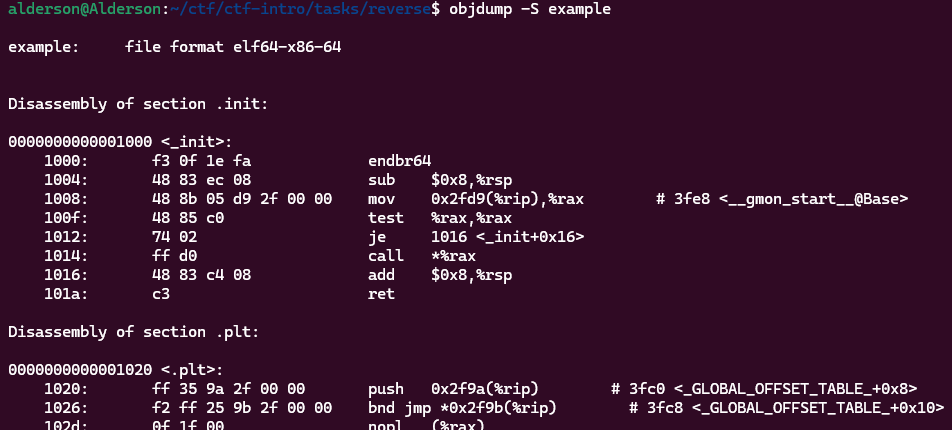 alderson@Alderson:~/ctf/ctf-intro/tasks/reverse$ objdump -S example
example:     file format elf64-x86-64
Disassembly of section .init:
0000000000001000 <_init>:
    1000:       f3 0f 1e fa             endbr64
    1004:       48 83 ec 08             sub    $0x8,%rsp
    1008:       48 8b 05 d9 2f 00 00    mov    0x2fd9(%rip),%rax        # 3fe8 <__gmon_start__@Base>
    100f:       48 85 c0                test   %rax,%rax
    1012:       74 02                   je     1016 <_init+0x16>
    1014:       ff d0                   call   *%rax
    1016:       48 83 c4 08             add    $0x8,%rsp
    101a:       c3                      ret
Disassembly of section .plt:
0000000000001020 <.plt>:
    1020:       ff 35 9a 2f 00 00       push   0x2f9a(%rip)        # 3fc0 <_GLOBAL_OFFSET_TABLE_+0x8>
    1026:       f2 ff 25 9b 2f 00 00    bnd jmp *0x2f9b(%rip)        # 3fc8 <_GLOBAL_OFFSET_TABLE_+0x10>
    102d:       0f 1f 00                nopl   (%rax)